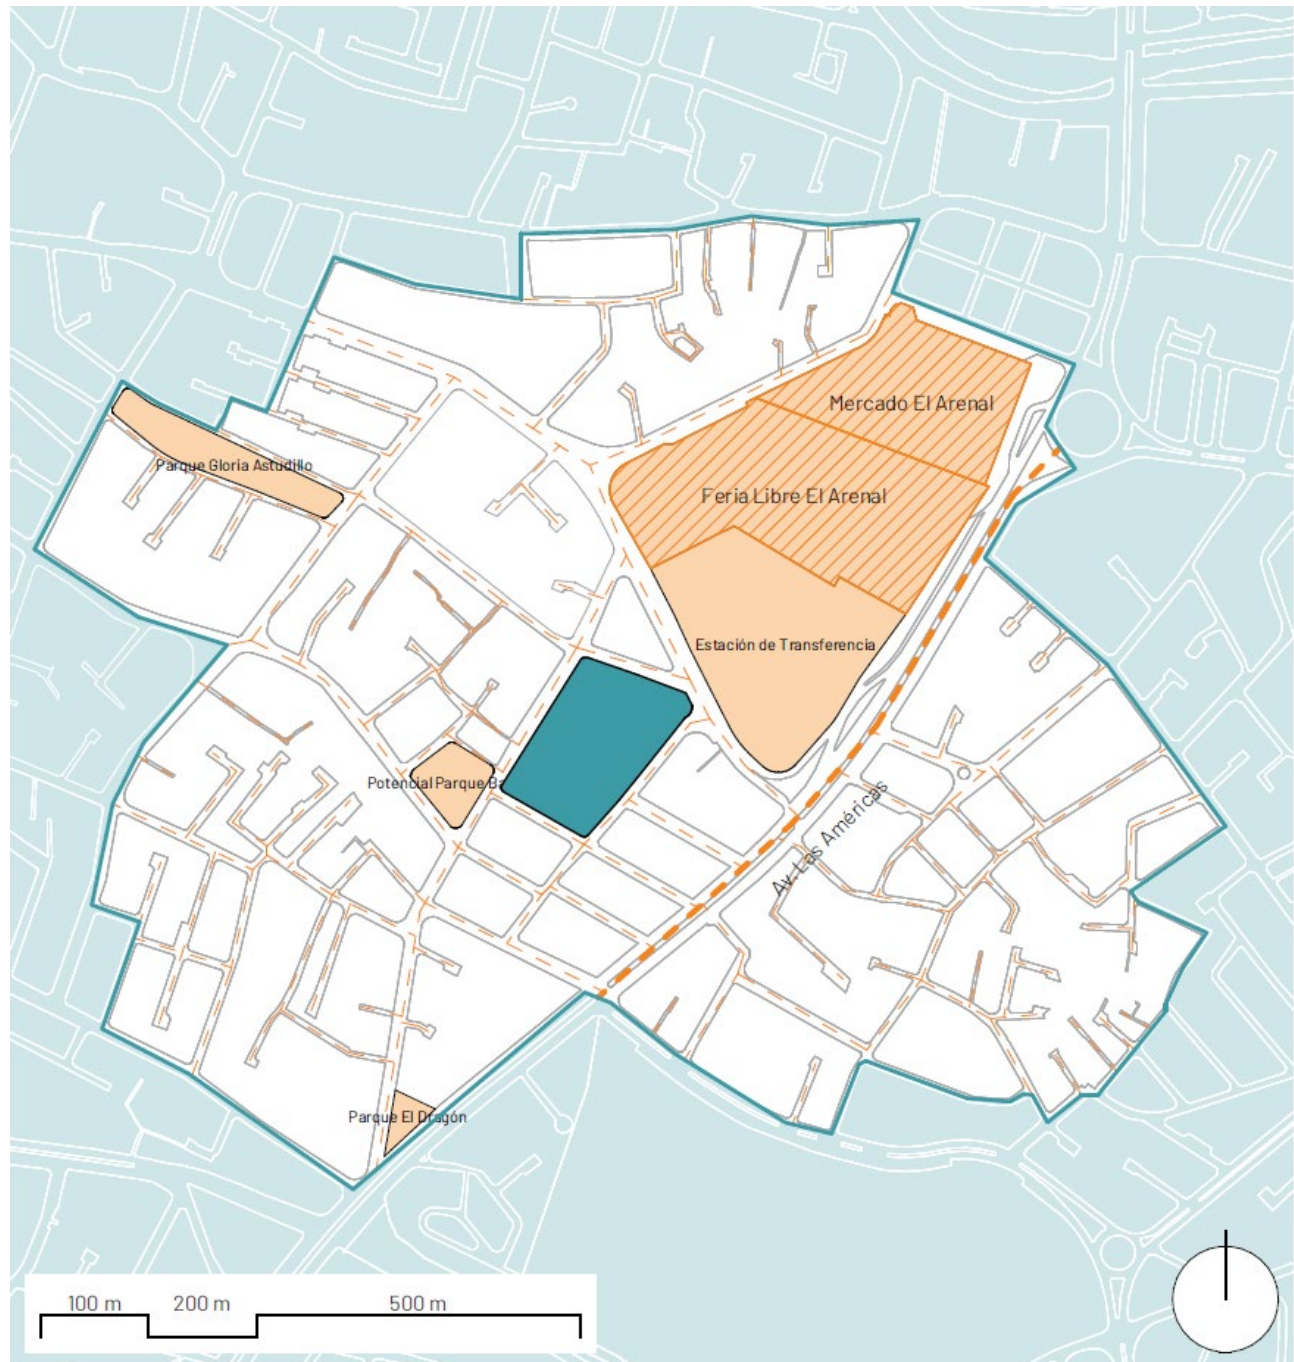 Mercado El Arenal
Parque Gloria Astudillo
Feria Libre El Arenal
Estación de Transferencia
Potencial Parque Ba
Av. Las Américas
Parque El Dragón
100 m 200 m 500 m